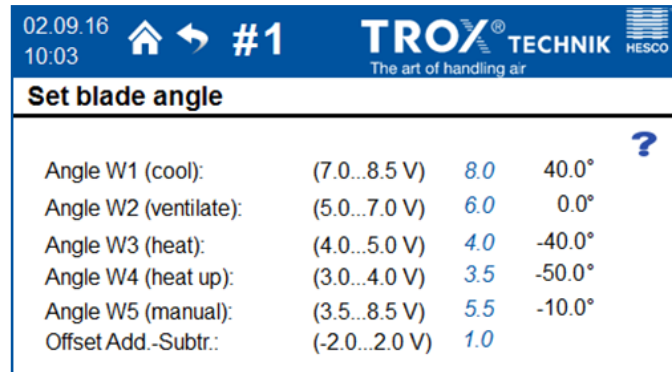 02.09.16
10:03
#1
TROX® TECHNIK
The art of handling air
HESCO
Set blade angle
?
Angle W1 (cool): (7.0...8.5 V) 8.0 40.0°
Angle W2 (ventilate): (5.0...7.0 V) 6.0 0.0°
Angle W3 (heat): (4.0...5.0 V) 4.0 -40.0°
Angle W4 (heat up): (3.0...4.0 V) 3.5 -50.0°
Angle W5 (manual): (3.5...8.5 V) 5.5 -10.0°
Offset Add.-Subtr.: (-2.0...2.0 V) 1.0